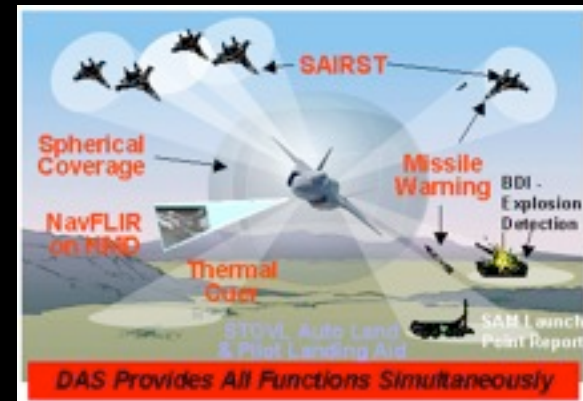 SAIRST
Spherical
Coverage
Missile
Warning
BDI -
Explosion
Detection
NavFLIR
on HMD
Thermal
Cuer
STOVL Auto Land
& Pilot Landing Aid
SAM Launch
Point Report
DAS Provides All Functions Simultaneously